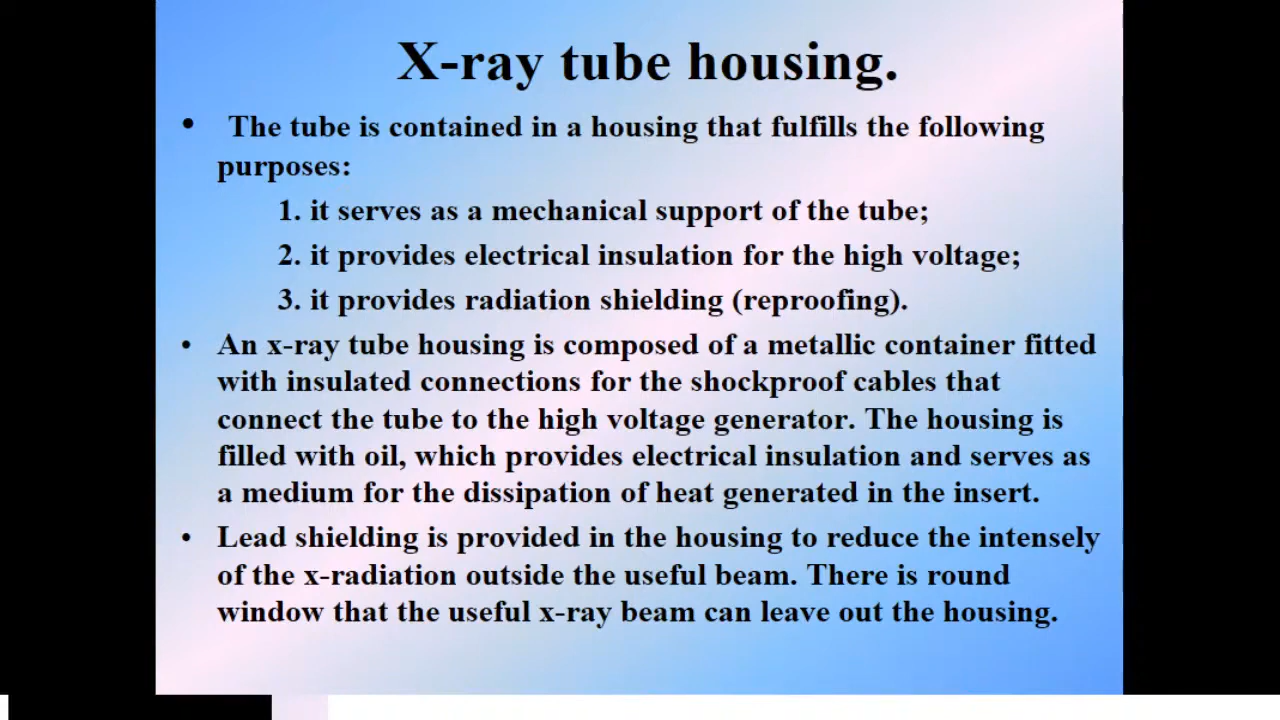 X-ray tube housing.
• The tube is contained in a housing that fulfills the following
purposes:
1. it serves as a mechanical support of the tube;
2. it provides electrical insulation for the high voltage;
3. it provides radiation shielding (reproofing).
• An x-ray tube housing is composed of a metallic container fitted
with insulated connections for the shockproof cables that
connect the tube to the high voltage generator. The housing is
filled with oil, which provides electrical insulation and serves as
a medium for the dissipation of heat generated in the insert.
• Lead shielding is provided in the housing to reduce the intensely
of the x-radiation outside the useful beam. There is round
window that the useful x-ray beam can leave out the housing.